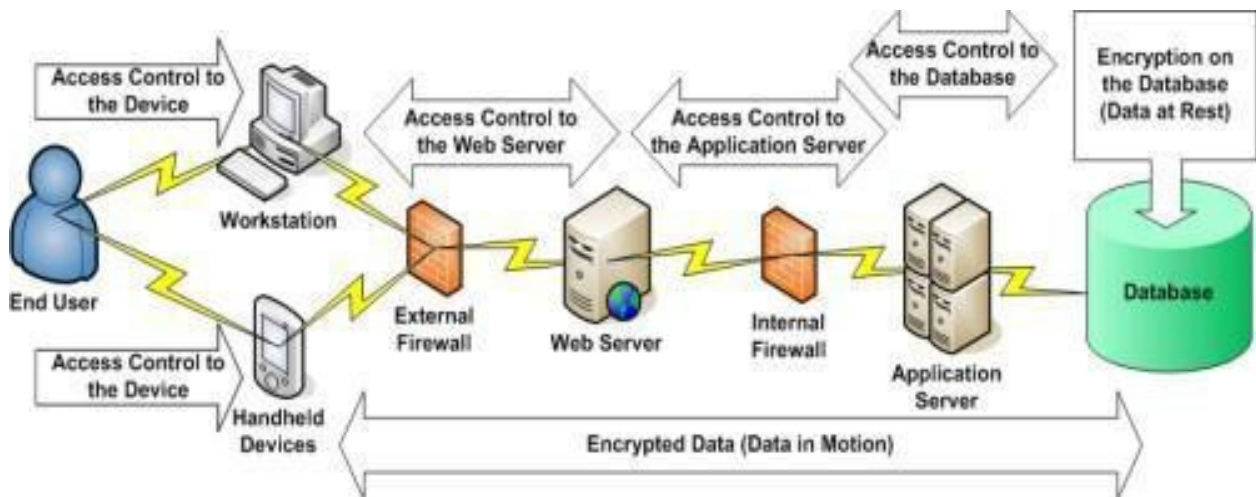 Access Control to
the Device
Access Control to
the Web Server
Access Control to
the Application Server
Access Control to
the Database
Encryption on
the Database
(Data at Rest)
Workstation
End User
External
Firewall
Web Server
Internal
Firewall
Application
Server
Database
Access Control to
the Device
Handheld
Devices
Encrypted Data (Data in Motion)